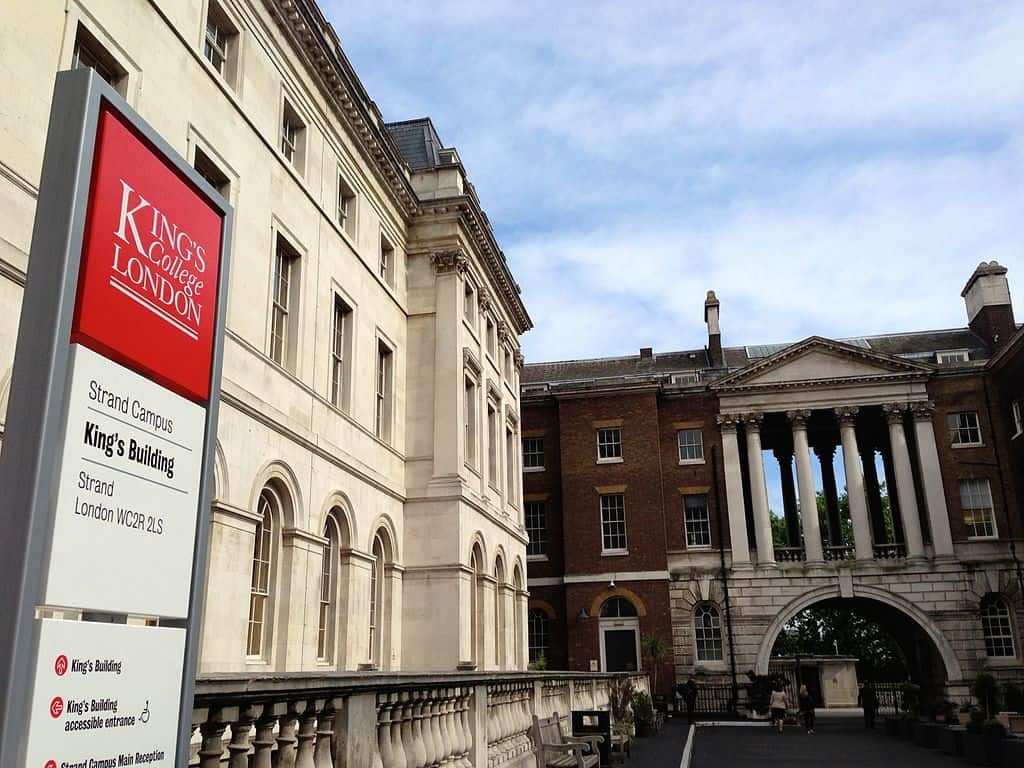 KING'S
College
LONDON
Strand Campus
King's Building
Strand
London WC2R 2LS
King's Building
King's Building
accessible entrance
Strand Campus Main Reception